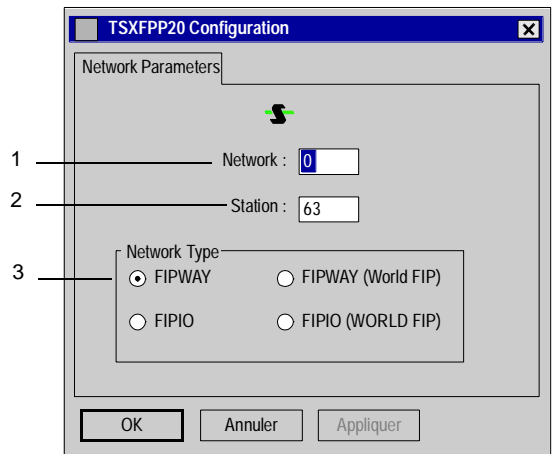 TSXFPP20 Configuration
Network Parameters
1
Network : 0
2
Station : 63
Network Type
3
FIPWAY
FIPWAY (World FIP)
FIPIO
FIPIO (WORLD FIP)
OK
Annuler
Appliquer